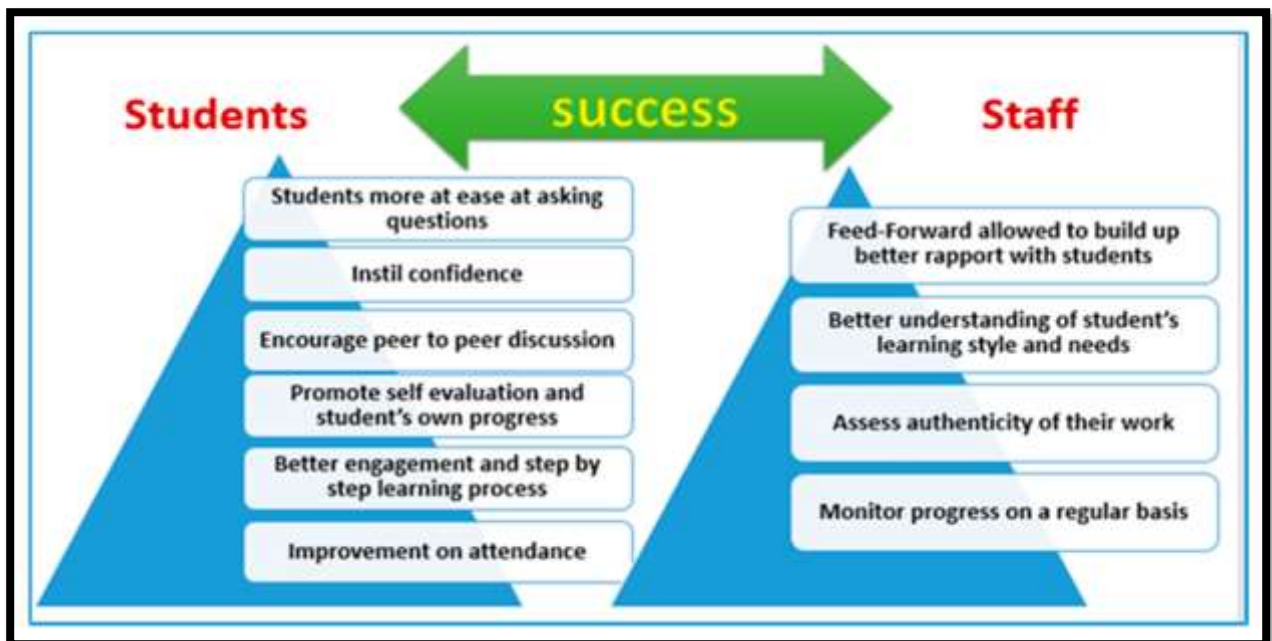 Students
success
Staff
Students more at ease at asking
questions
Instil confidence
Encourage peer to peer discussion
Promote self evaluation and
student's own progress
Better engagement and step by
step learning process
Improvement on attendance
Feed-Forward allowed to build up
better rapport with students
Better understanding of student's
learning style and needs
Assess authenticity of their work
Monitor progress on a regular basis